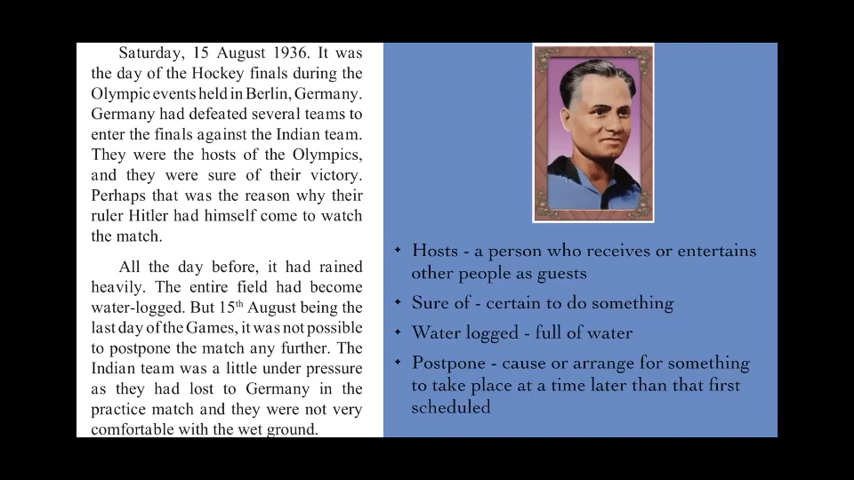 Saturday, 15 August 1936. It was
the day of the Hockey finals during the
Olympic events held in Berlin, Germany.
Germany had defeated several teams to
enter the finals against the Indian team.
They were the hosts of the Olympics,
and they were sure of their victory.
Perhaps that was the reason why their
ruler Hitler had himself come to watch
the match.
All the day before, it had rained
heavily. The entire field had become
water-logged. But 15th August being the
last day of the Games, it was not possible
to postpone the match any further. The
Indian team was a little under pressure
as they had lost to Germany in the
practice match and they were not very
comfortable with the wet ground.
• Hosts - a person who receives or entertains
other people as guests
• Sure of - certain to do something
• Water logged - full of water
• Postpone - cause or arrange for something
to take place at a time later than that first
scheduled